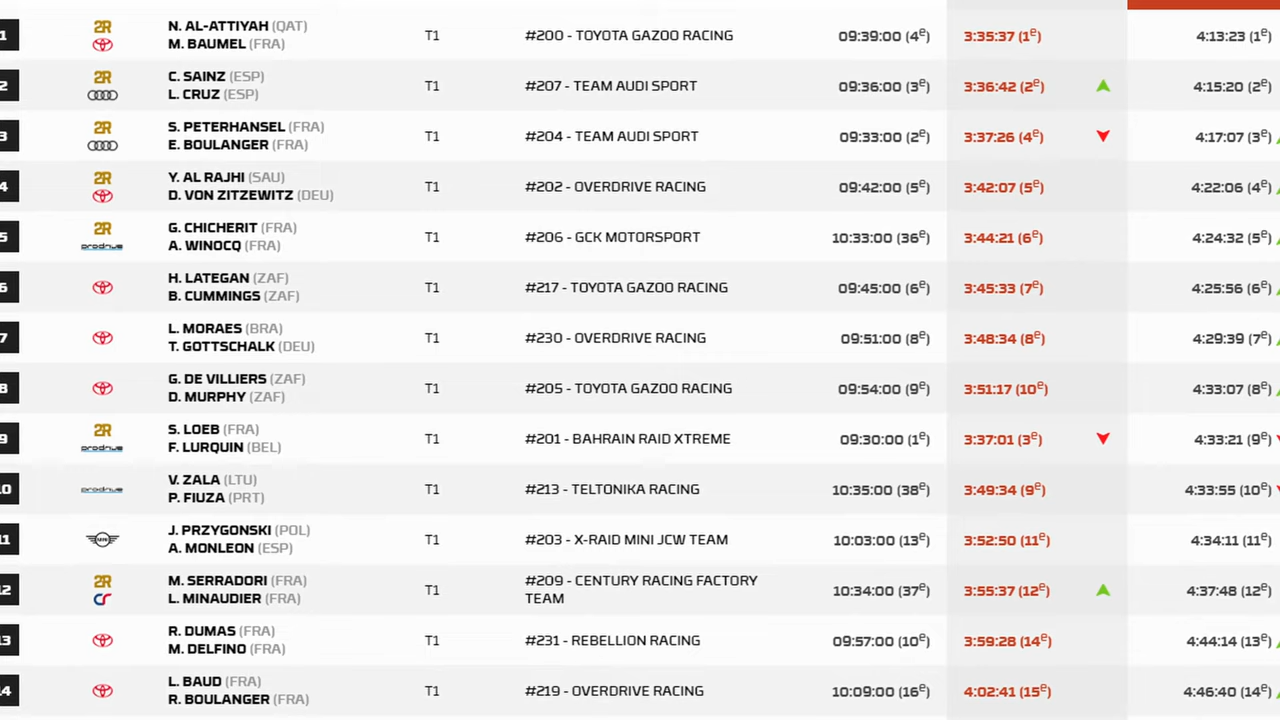 1 2R N. AL-ATTIYAH (QAT) M. BAUMEL (FRA) T1 #200 - TOYOTA GAZOO RACING 09:39:00 (4e) 3:35:37 (1e) 4:13:23 (1e)
2 2R C. SAINZ (ESP) L. CRUZ (ESP) T1 #207 - TEAM AUDI SPORT 09:36:00 (3e) 3:36:42 (2e) 4:15:20 (2e)
3 2R S. PETERHANSEL (FRA) E. BOULANGER (FRA) T1 #204 - TEAM AUDI SPORT 09:33:00 (2e) 3:37:26 (4e) 4:17:07 (3e)
4 2R Y. AL RAJHI (SAU) D. VON ZITZEWITZ (DEU) T1 #202 - OVERDRIVE RACING 09:42:00 (5e) 3:42:07 (5e) 4:22:06 (4e)
5 2R prodrive G. CHICHERIT (FRA) A. WINOCQ (FRA) T1 #206 - GCK MOTORSPORT 10:33:00 (36e) 3:44:21 (6e) 4:24:32 (5e)
6 H. LATEGAN (ZAF) B. CUMMINGS (ZAF) T1 #217 - TOYOTA GAZOO RACING 09:45:00 (6e) 3:45:33 (7e) 4:25:56 (6e)
7 L. MORAES (BRA) T. GOTTSCHALK (DEU) T1 #230 - OVERDRIVE RACING 09:51:00 (8e) 3:48:34 (8e) 4:29:39 (7e)
8 G. DE VILLIERS (ZAF) D. MURPHY (ZAF) T1 #205 - TOYOTA GAZOO RACING 09:54:00 (9e) 3:51:17 (10e) 4:33:07 (8e)
9 2R prodrive S. LOEB (FRA) F. LURQUIN (BEL) T1 #201 - BAHRAIN RAID XTREME 09:30:00 (1e) 3:37:01 (3e) 4:33:21 (9e)
0 prodrive V. ZALA (LTU) P. FIUZA (PRT) T1 #213 - TELTONIKA RACING 10:35:00 (38e) 3:49:34 (9e) 4:33:55 (10e)
11 J. PRZYGONSKI (POL) A. MONLEON (ESP) T1 #203 - X-RAID MINI JCW TEAM 10:03:00 (13e) 3:52:50 (11e) 4:34:11 (11e)
12 2R M. SERRADORI (FRA) L. MINAUDIER (FRA) T1 #209 - CENTURY RACING FACTORY TEAM 10:34:00 (37e) 3:55:37 (12e) 4:37:48 (12e)
13 R. DUMAS (FRA) M. DELFINO (FRA) T1 #231 - REBELLION RACING 09:57:00 (10e) 3:59:28 (14e) 4:44:14 (13e)
14 L. BAUD (FRA) R. BOULANGER (FRA) T1 #219 - OVERDRIVE RACING 10:09:00 (16e) 4:02:41 (15e) 4:46:40 (14e)